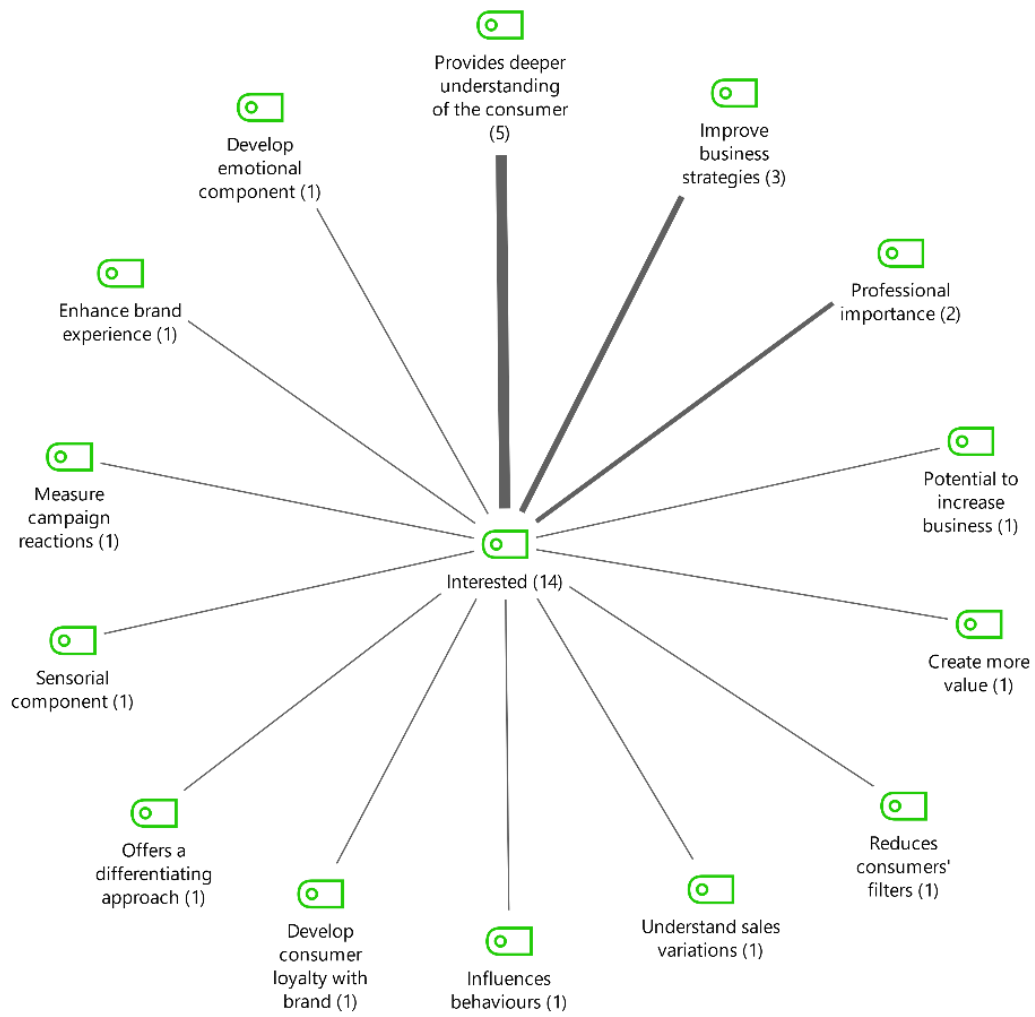 Provides deeper
understanding
of the consumer
(5)
Improve
business
strategies (3)
Professional
importance (2)
Potential to
increase
business (1)
Create more
value (1)
Reduces
consumers'
filters (1)
Understand sales
variations (1)
Influences
behaviours (1)
Develop
consumer
loyalty with
brand (1)
Offers a
differentiating
approach (1)
Sensorial
component (1)
Measure
campaign
reactions (1)
Enhance brand
experience (1)
Develop
emotional
component (1)
Interested (14)